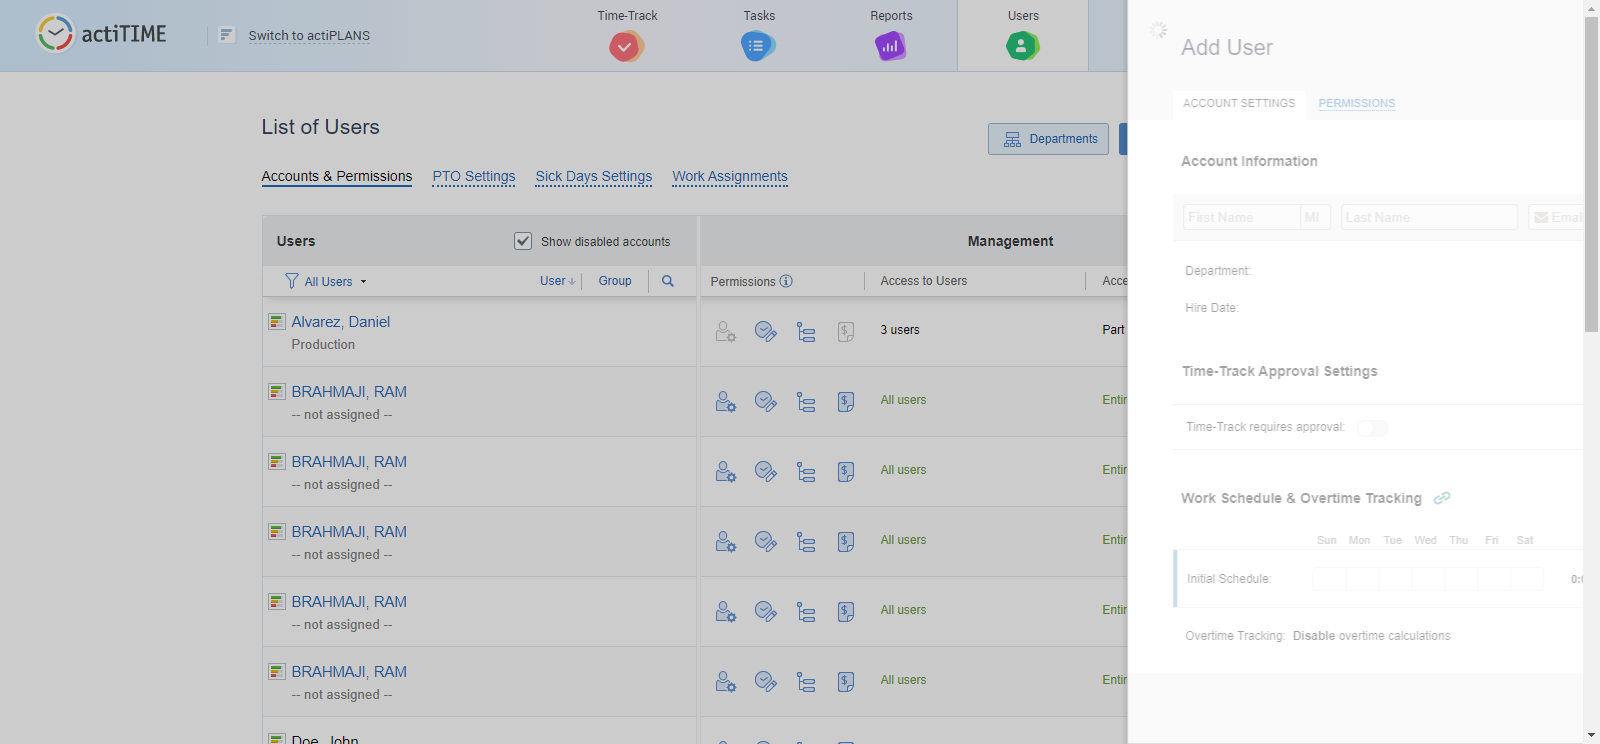 actiTIME
Switch to actiPLANS
Time-Track
Tasks
Reports
Users
List of Users
Departments
Accounts & Permissions
PTO Settings
Sick Days Settings
Work Assignments
Users
Show disabled accounts
Management
All Users
User
Group
Permissions
Access to Users
Acce
Alvarez, Daniel
Production
3 users
Part
BRAHMAJI, RAM
-- not assigned --
All users
Entir
BRAHMAJI, RAM
-- not assigned --
All users
Entir
BRAHMAJI, RAM
-- not assigned --
All users
Entir
BRAHMAJI, RAM
-- not assigned --
All users
Entir
BRAHMAJI, RAM
-- not assigned --
All users
Entir
Doe, John
Add User
ACCOUNT SETTINGS
PERMISSIONS
Account Information
First Name
MI
Last Name
Email
Department:
Hire Date:
Time-Track Approval Settings
Time-Track requires approval:
Work Schedule & Overtime Tracking
Sun Mon Tue Wed Thu Fri Sat
Initial Schedule:
0:0
Overtime Tracking: Disable overtime calculations